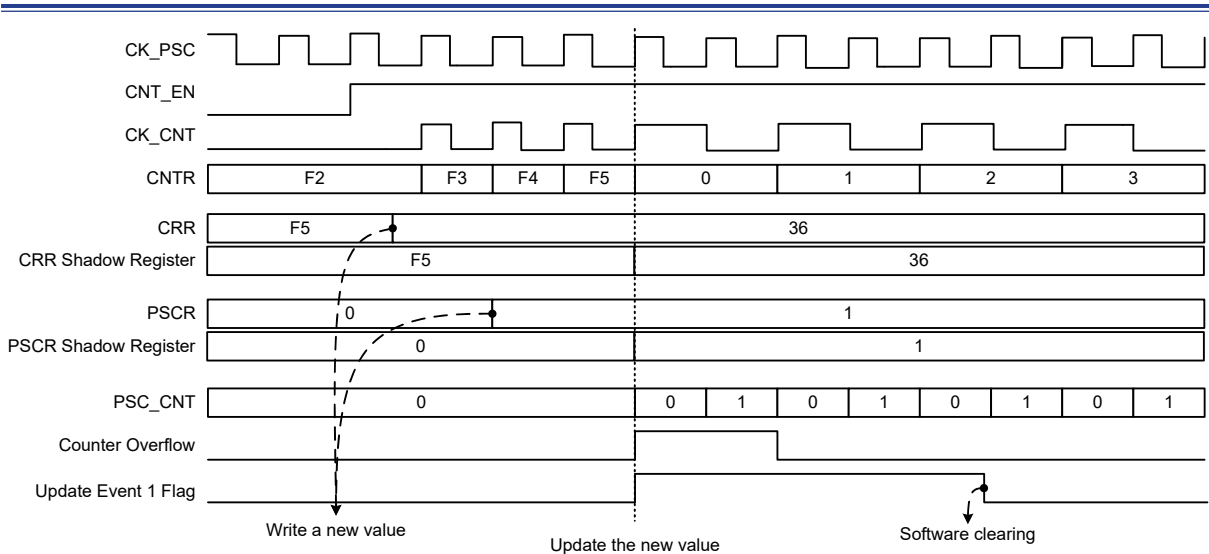 CK_PSC
CNT_EN
CK_CNT
CNTR F2 F3 F4 F5 0 1 2 3
CRR F5 36
CRR Shadow Register F5 36
PSCR 0 1
PSCR Shadow Register 0 1
PSC_CNT 0 0 1 0 1 0 1 0 1
Counter Overflow
Update Event 1 Flag
Write a new value
Update the new value
Software clearing